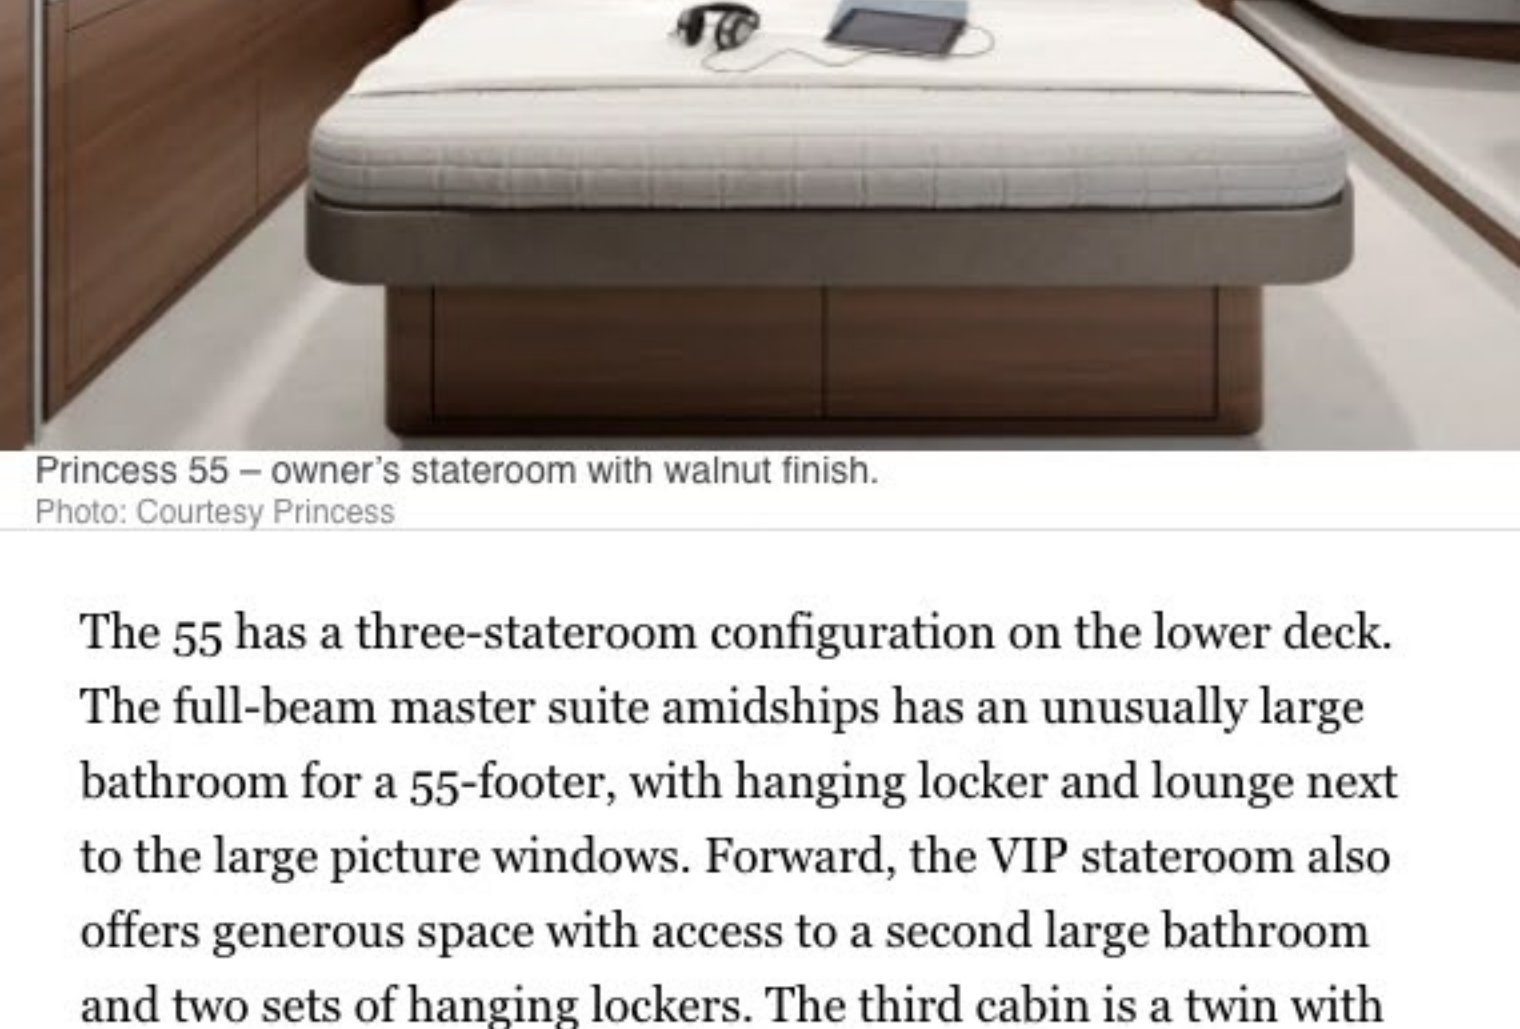 Princess 55 – owner’s stateroom with walnut finish.
Photo: Courtesy Princess
The 55 has a three-stateroom configuration on the lower deck.
The full-beam master suite amidships has an unusually large
bathroom for a 55-footer, with hanging locker and lounge next
to the large picture windows. Forward, the VIP stateroom also
offers generous space with access to a second large bathroom
and two sets of hanging lockers. The third cabin is a twin with